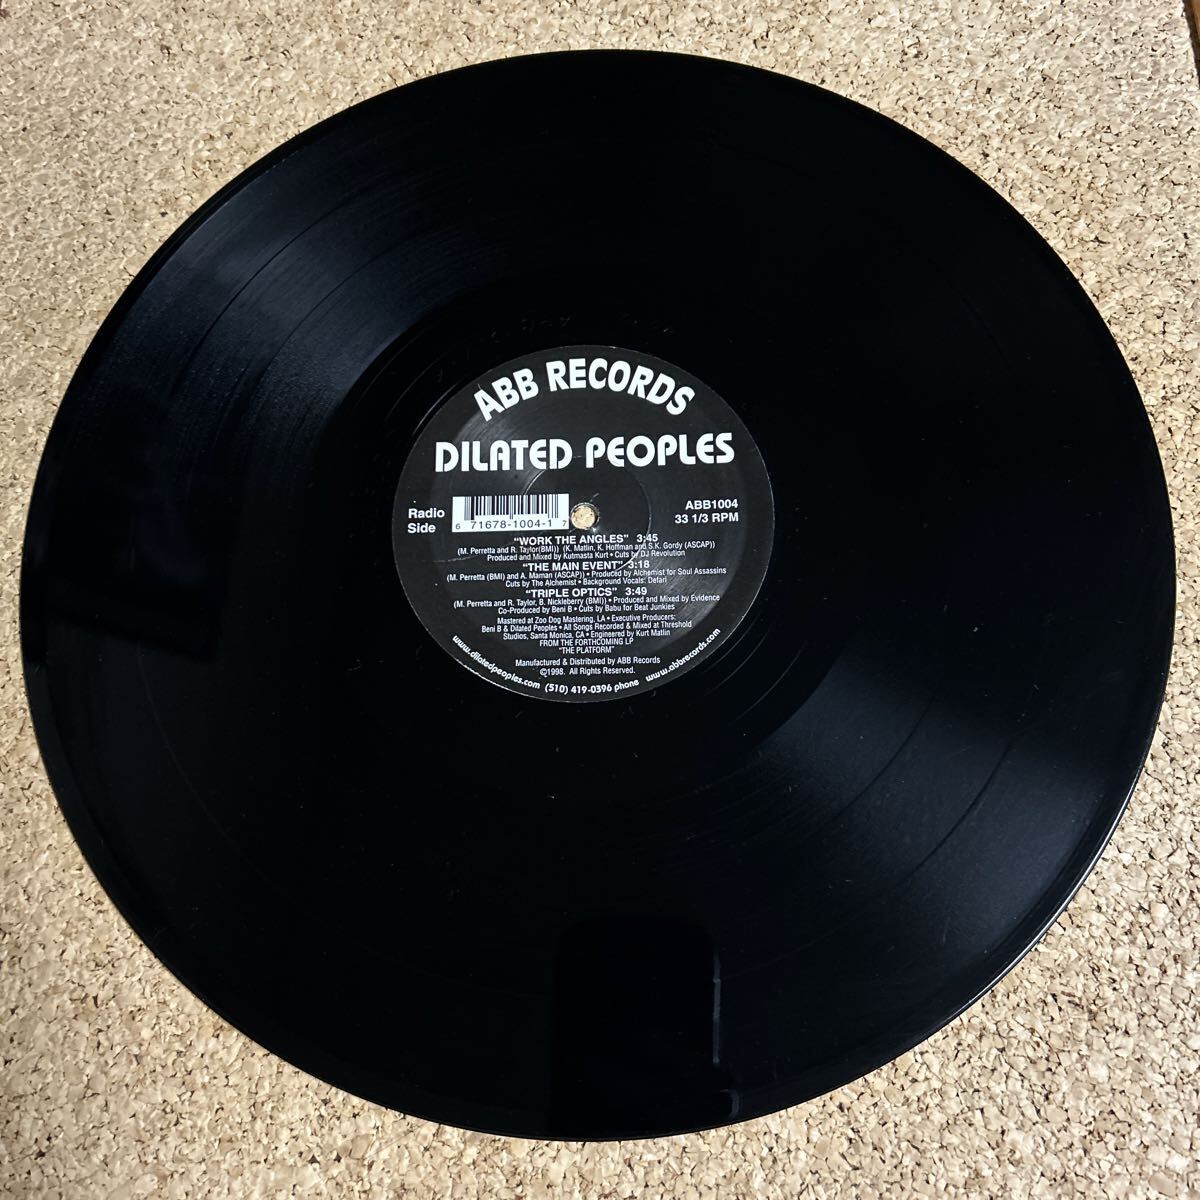 ABB RECORDS
DILATED PEOPLES
Radio
Side
6 71678-1004-1 7
ABB1004
33 1/3 RPM
"WORK THE ANGLES" 3:45
(M. Perretta and R. Taylor(BMI)) (K. Matlin, K. Hoffman and S.K. Gordy (ASCAP))
Produced and Mixed by Kutmasta Kurt • Cuts by DJ Revolution
"THE MAIN EVENT" 3:18
(M. Perretta (BMI) and A. Maman (ASCAP)) • Produced by Alchemist for Soul Assassins
Cuts by The Alchemist • Background Vocals: Defari
"TRIPLE OPTICS" 3:49
(M. Perretta and R. Taylor, B. Nickleberry (BMI)) • Produced and Mixed by Evidence
Co-Produced by Beni B • Cuts by Babu for Beat Junkies
Mastered at Zoo Dog Mastering, LA • Executive Producers:
Beni B & Dilated Peoples • All Songs Recorded & Mixed at Threshold
Studios, Santa Monica, CA • Engineered by Kurt Matlin
FROM THE FORTHCOMING LP
"THE PLATFORM"
Manufactured & Distributed by ABB Records
©1998. All Rights Reserved.
www.dilatedpeoples.com (510) 419-0396 phone www.abbrecords.com